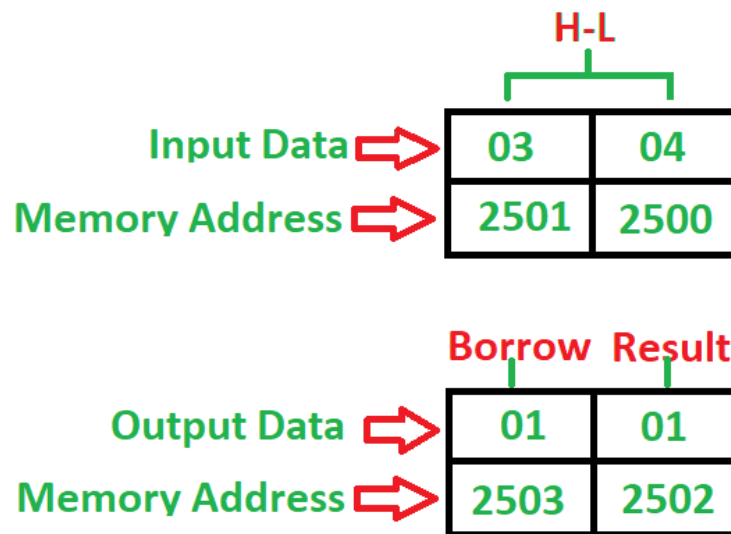 H-L
Input Data 03 04
Memory Address 2501 2500
Borrow Result
Output Data 01 01
Memory Address 2503 2502